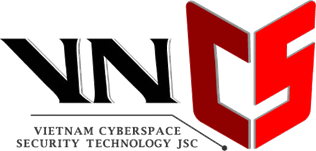 VNCS
VIETNAM CYBERSPACE
SECURITY TECHNOLOGY JSC